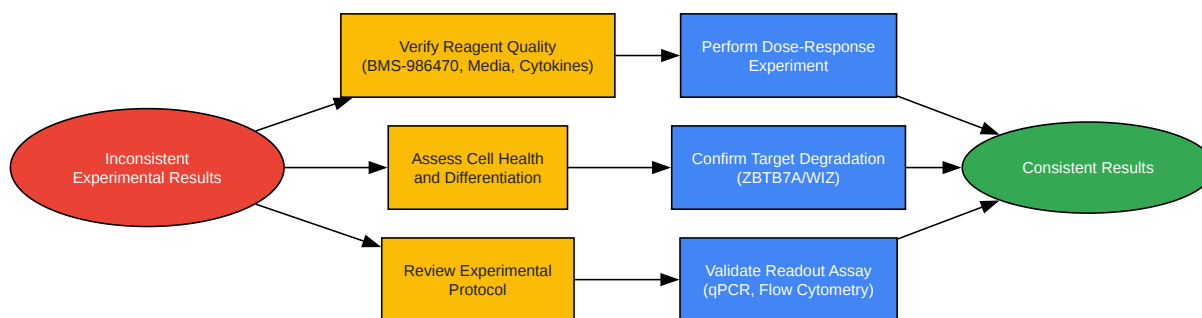 Inconsistent
Experimental Results
Verify Reagent Quality
(BMS-986470, Media, Cytokines)
Perform Dose-Response
Experiment
Assess Cell Health
and Differentiation
Confirm Target Degradation
(ZBTB7A/WIZ)
Review Experimental
Protocol
Validate Readout Assay
(qPCR, Flow Cytometry)
Consistent Results